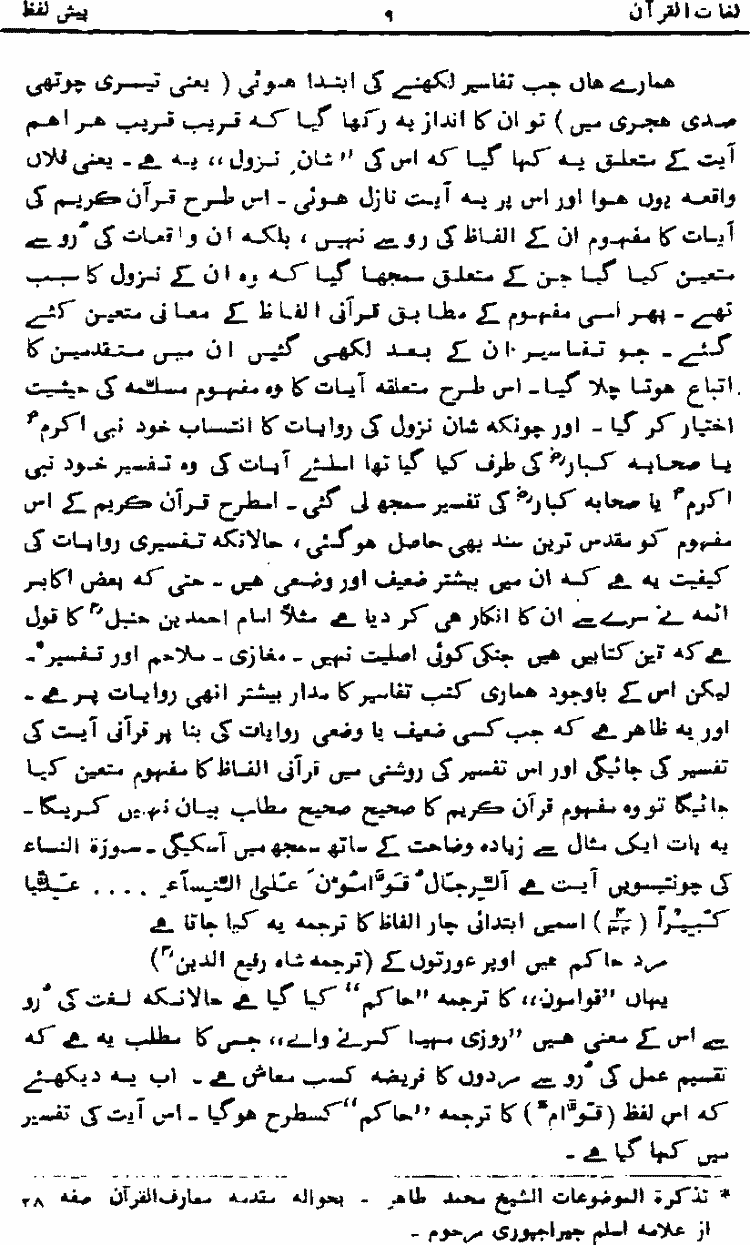 لغات القرآن ۹ پیش لفظ
ہمارے ہاں جب تفاسیر لکھنے کی ابتدا ہوئی ( یعنی تیسری چوتھی
صدی ہجری میں ) تو ان کا انداز یہ رکھا گیا کہ قریب قریب ہر اہم
آیت کے متعلق یہ کہا گیا کہ اس کی ”شانِ نزول،، یہ ہے ۔ یعنی فلاں
واقعہ یوں ہوا اور اس پر یہ آیت نازل ہوئی ۔ اس طرح قرآن کریم کی
آیات کا مفہوم ان کے الفاظ کی رو سے نہیں ، بلکہ ان واقعات کی رُو سے
متعین کیا گیا جن کے متعلق سمجھا گیا کہ وہ ان کے نزول کا سبب
تھے ۔ پھر اسی مفہوم کے مطابق قرآنی الفاظ کے معانی متعین کئے
گئے ۔ جو تفاسیر ان کے بعد لکھی گئیں ان میں متقدمین کا
اتباع ہوتا چلا گیا ۔ اس طرح متعلقہ آیات کا وہ مفہوم مسلّمہ کی حیثیت
اختیار کر گیا ۔ اور چونکہ شان نزول کی روایات کا انتساب خود نبی اکرمؐ
یا صحابہ کبارؓ کی طرف کیا گیا تھا اسلئے آیات کی وہ تفسیر خود نبی
اکرمؐ یا صحابہ کبارؓ کی تفسیر سمجھ لی گئی ۔ اسطرح قرآن کریم کے اس
مفہوم کو مقدس ترین سند بھی حاصل ہوگئی ، حالانکہ تفسیری روایات کی
کیفیت یہ ہے کہ ان میں بیشتر ضعیف اور وضعی ہیں ۔ حتی کہ بعض اکابر
ائمہ نے سرے سے ان کا انکار ہی کر دیا ہے مثلاً امام احمد بن حنبلؒ کا قول
ہے کہ تین کتابیں ہیں جنکی کوئی اصلیت نہیں ۔ مغازی ۔ ملاحم اور تفسیر* ۔
لیکن اس کے باوجود ہماری کتب تفاسیر کا مدار بیشتر انہی روایات پر ہے ۔
اور یہ ظاہر ہے کہ جب کسی ضعیف یا وضعی روایات کی بنا پر قرآنی آیت کی
تفسیر کی جائیگی اور اس تفسیر کی روشنی میں قرآنی الفاظ کا مفہوم متعین کیا
جائیگا تو وہ مفہوم قرآن کریم کا صحیح صحیح مطلب بیان نہیں کریگا ۔
یہ بات ایک مثال سے زیادہ وضاحت کے ساتھ سمجھ میں آسکیگی ۔ سورۃ النساء
کی چونتیسویں آیت ہے اَلرِّجَالُ قَوَّامُوْنَ عَلَی النِّسَآءِ .... عَلِیًّا
کَبِیْرًا (۴/۳۴) اسمیں ابتدائی چار الفاظ کا ترجمہ یہ کیا جاتا ہے
مرد حاکم ہیں اوپر عورتوں کے (ترجمہ شاہ رفیع الدینؒ)
یہاں ”قوامون،، کا ترجمہ ”حاکم“ کیا گیا ہے حالانکہ لغت کی رُو
سے اس کے معنی ہیں ”روزی مہیا کرنے والے،، جس کا مطلب یہ ہے کہ
تقسیم عمل کی رُو سے مردوں کا فریضہ کسب معاش ہے ۔ اب یہ دیکھئے
کہ اس لفظ (قَوَّامٌ) کا ترجمہ ”حاکم“ کسطرح ہوگیا ۔ اس آیت کی تفسیر
میں کہا گیا ہے ۔
* تذکرۃ الموضوعات الشیخ محمد طاہر ۔ بحوالہ مقدمہ معارف القرآن صفہ ۲۸
از علامہ اسلم جیراجپوری مرحوم ۔